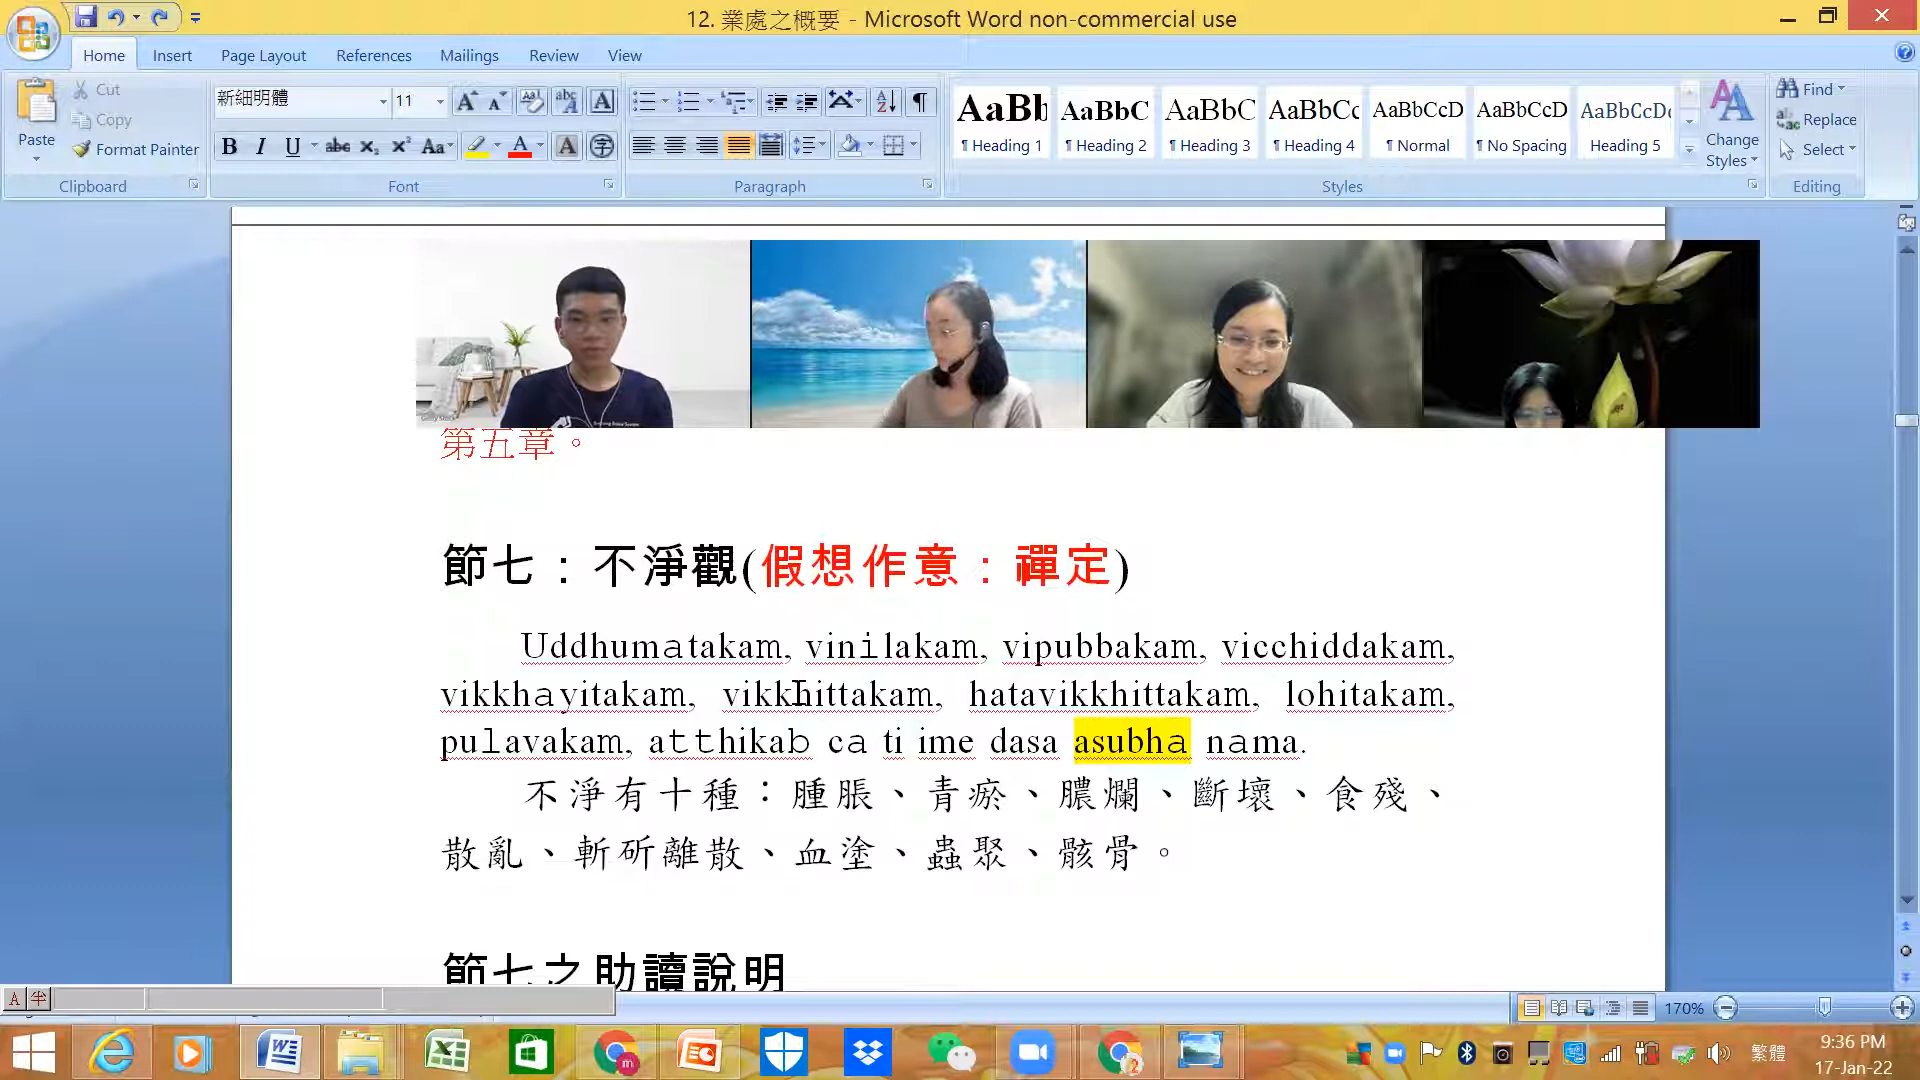 12. 業處之概要 - Microsoft Word non-commercial use
Home Insert Page Layout References Mailings Review View
Paste
Cut
Copy
Format Painter
Clipboard
新細明體 11
Font
Paragraph
AaBb AaBbC AaBbC AaBbCc AaBbCcD AaBbCcD AaBbCcDc
¶ Heading 1 ¶ Heading 2 ¶ Heading 3 ¶ Heading 4 ¶ Normal ¶ No Spacing Heading 5
Change
Styles
Styles
Find
Replace
Select
Editing
第五章。
節七：不淨觀(假想作意：禪定)
Uddhumatakam, vinilakam, vipubbakam, vicchiddakam,
vikkhayitakam, vikkhittakam, hatavikkhittakam, lohitakam,
pulavakam, atthikab ca ti ime dasa asubha nama.
不淨有十種：腫脹、青瘀、膿爛、斷壞、食殘、
散亂、斬斫離散、血塗、蟲聚、骸骨。
節七之助讀說明
A 半
170%
繁體
9:36 PM
17-Jan-22